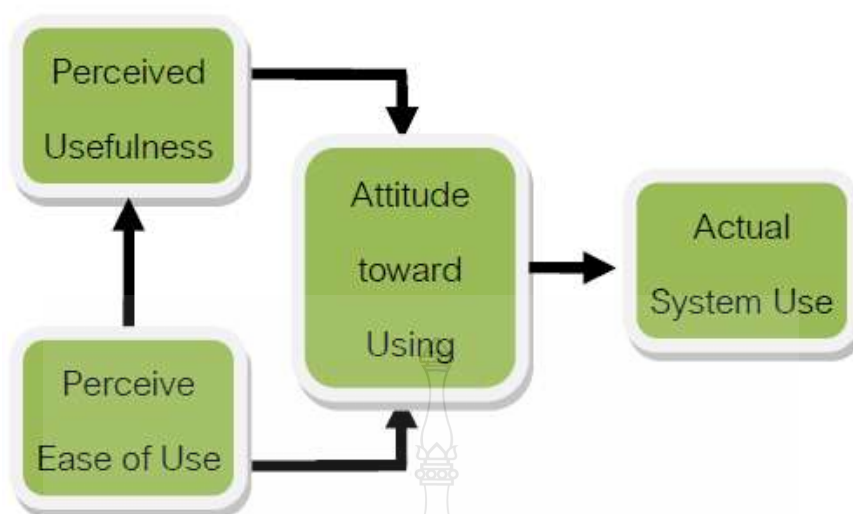 Perceived
Usefulness
Attitude
toward
Using
Actual
System Use
Perceive
Ease of Use